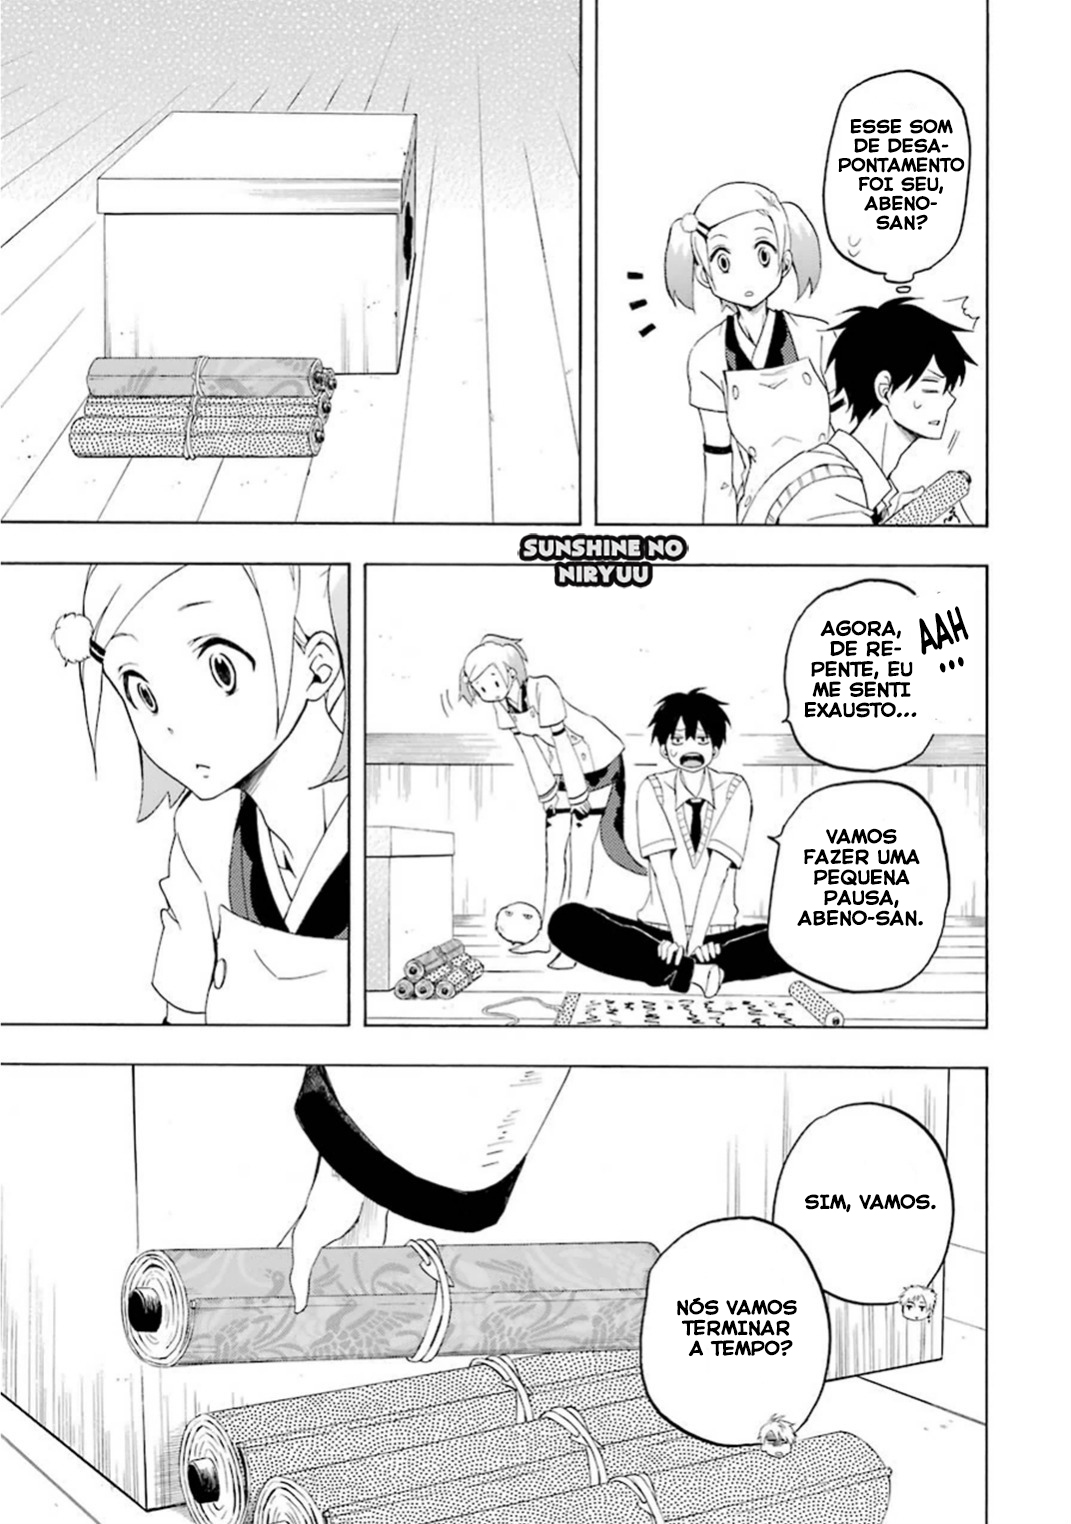 ESSE SOM
DE DESA-
PONTAMENTO
FOI SEU,
ABENO-
SAN?
SUNSHINE NO
NIRYUU
AAH
...
AGORA,
DE RE-
PENTE, EU
ME SENTI
EXAUSTO...
VAMOS
FAZER UMA
PEQUENA
PAUSA,
ABENO-SAN.
SIM, VAMOS.
NÓS VAMOS
TERMINAR
A TEMPO?